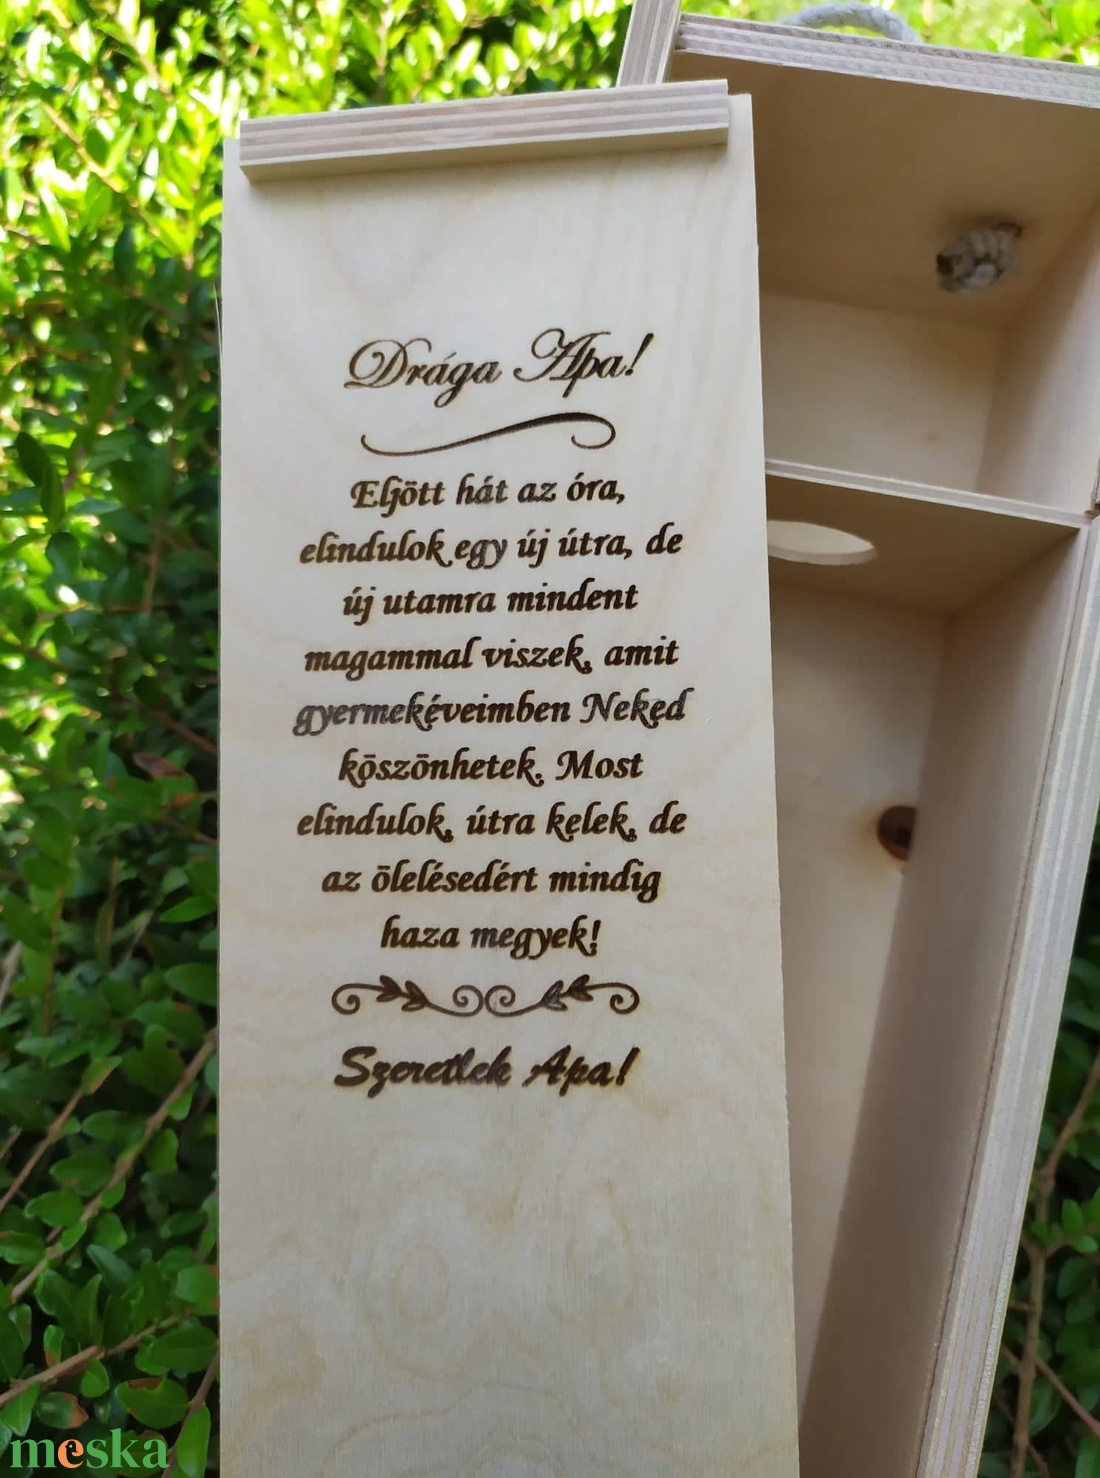 Drága Apa!
Eljött hát az óra,
elindulok egy új útra, de
új utamra mindent
magammal viszek, amit
gyermekéveimben Neked
köszönhetek. Most
elindulok, útra kelek, de
az ölelésedért mindig
haza megyek!
Szeretlek Apa!
meska